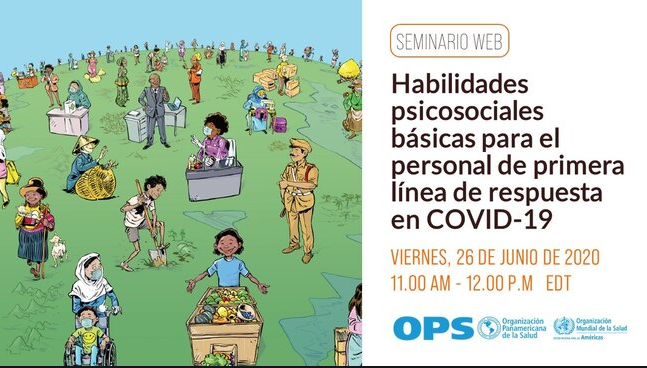 SEMINARIO WEB
Habilidades
psicosociales
básicas para el
personal de primera
línea de respuesta
en COVID-19
VIERNES, 26 DE JUNIO DE 2020
11.00 AM - 12.00 P.M EDT
OPS
Organización
Panamericana
de la Salud
Organización
Mundial de la Salud
Américas